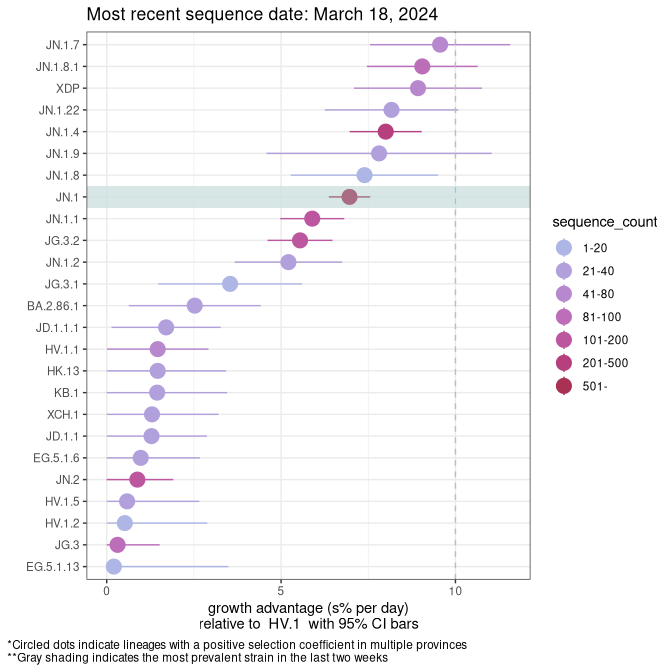 Most recent sequence date: March 18, 2024
JN.1.7
JN.1.8.1
XDP
JN.1.22
JN.1.4
JN.1.9
JN.1.8
JN.1
JN.1.1
JG.3.2
JN.1.2
JG.3.1
BA.2.86.1
JD.1.1.1
HV.1.1
HK.13
KB.1
XCH.1
JD.1.1
EG.5.1.6
JN.2
HV.1.5
HV.1.2
JG.3
EG.5.1.13
0 5 10
growth advantage (s% per day)
relative to HV.1 with 95% CI bars
sequence_count
1-20
21-40
41-80
81-100
101-200
201-500
501-
*Circled dots indicate lineages with a positive selection coefficient in multiple provinces
**Gray shading indicates the most prevalent strain in the last two weeks